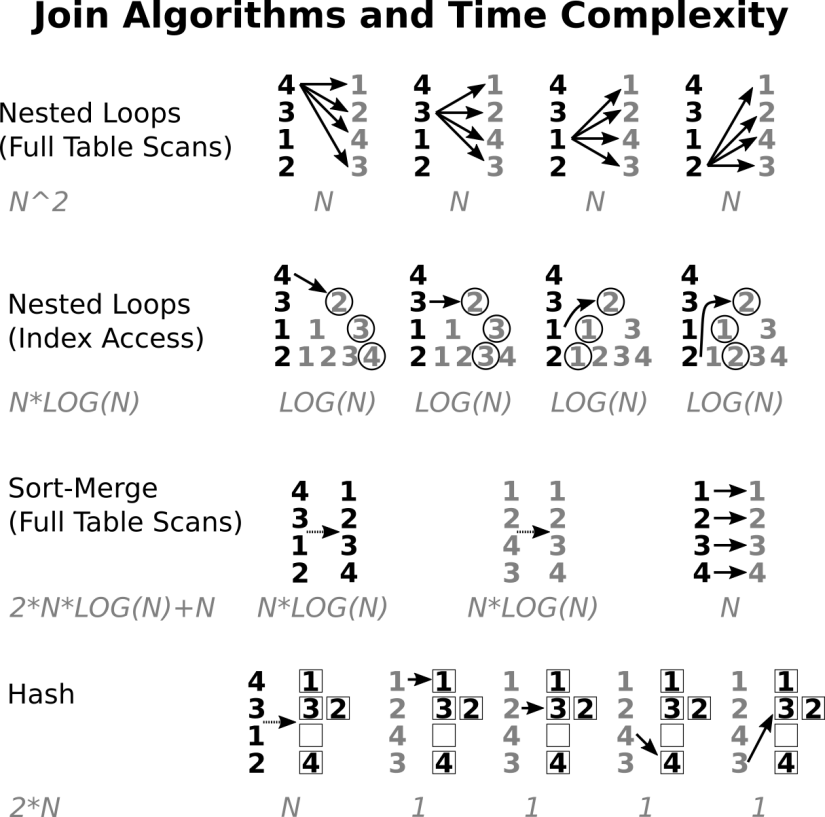 Join Algorithms and Time Complexity
Nested Loops
(Full Table Scans)
N^2
4 1 4 1 4 1 4 1
3 2 3 2 3 2 3 2
1 4 1 4 1 4 1 4
2 3 2 3 2 3 2 3
N N N N
Nested Loops
(Index Access)
N*LOG(N)
4 4 4 4
3 2 3 2 3 2 3 2
1 1 3 1 1 3 1 1 3 1 1 3
2 1 2 3 4 2 1 2 3 4 2 1 2 3 4 2 1 2 3 4
LOG(N) LOG(N) LOG(N) LOG(N)
Sort-Merge
(Full Table Scans)
2*N*LOG(N)+N
4 1 1 1 1 1
3 2 2 2 2 2
1 3 4 3 3 3
2 4 3 4 4 4
N*LOG(N) N*LOG(N) N
Hash
2*N
4 1 1 1 1 1 1 1 1 1
3 3 2 2 3 2 2 3 2 2 3 2 2 3 2
1 4 4 4 4
2 4 3 4 3 4 3 4 3 4
N 1 1 1 1